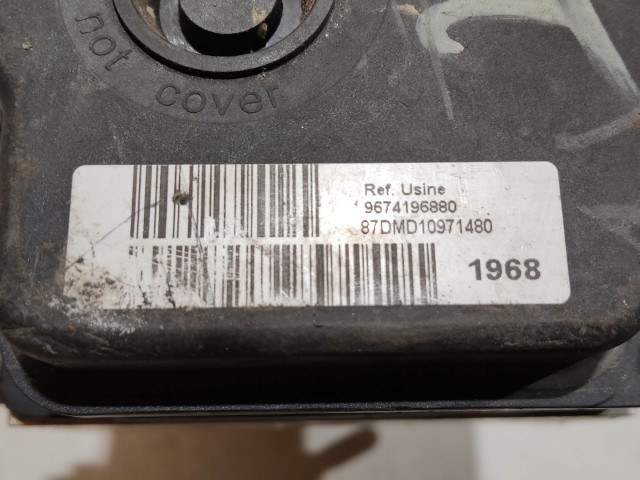 not cover
Ref. Usine
9674196880
87DMD10971480
1968